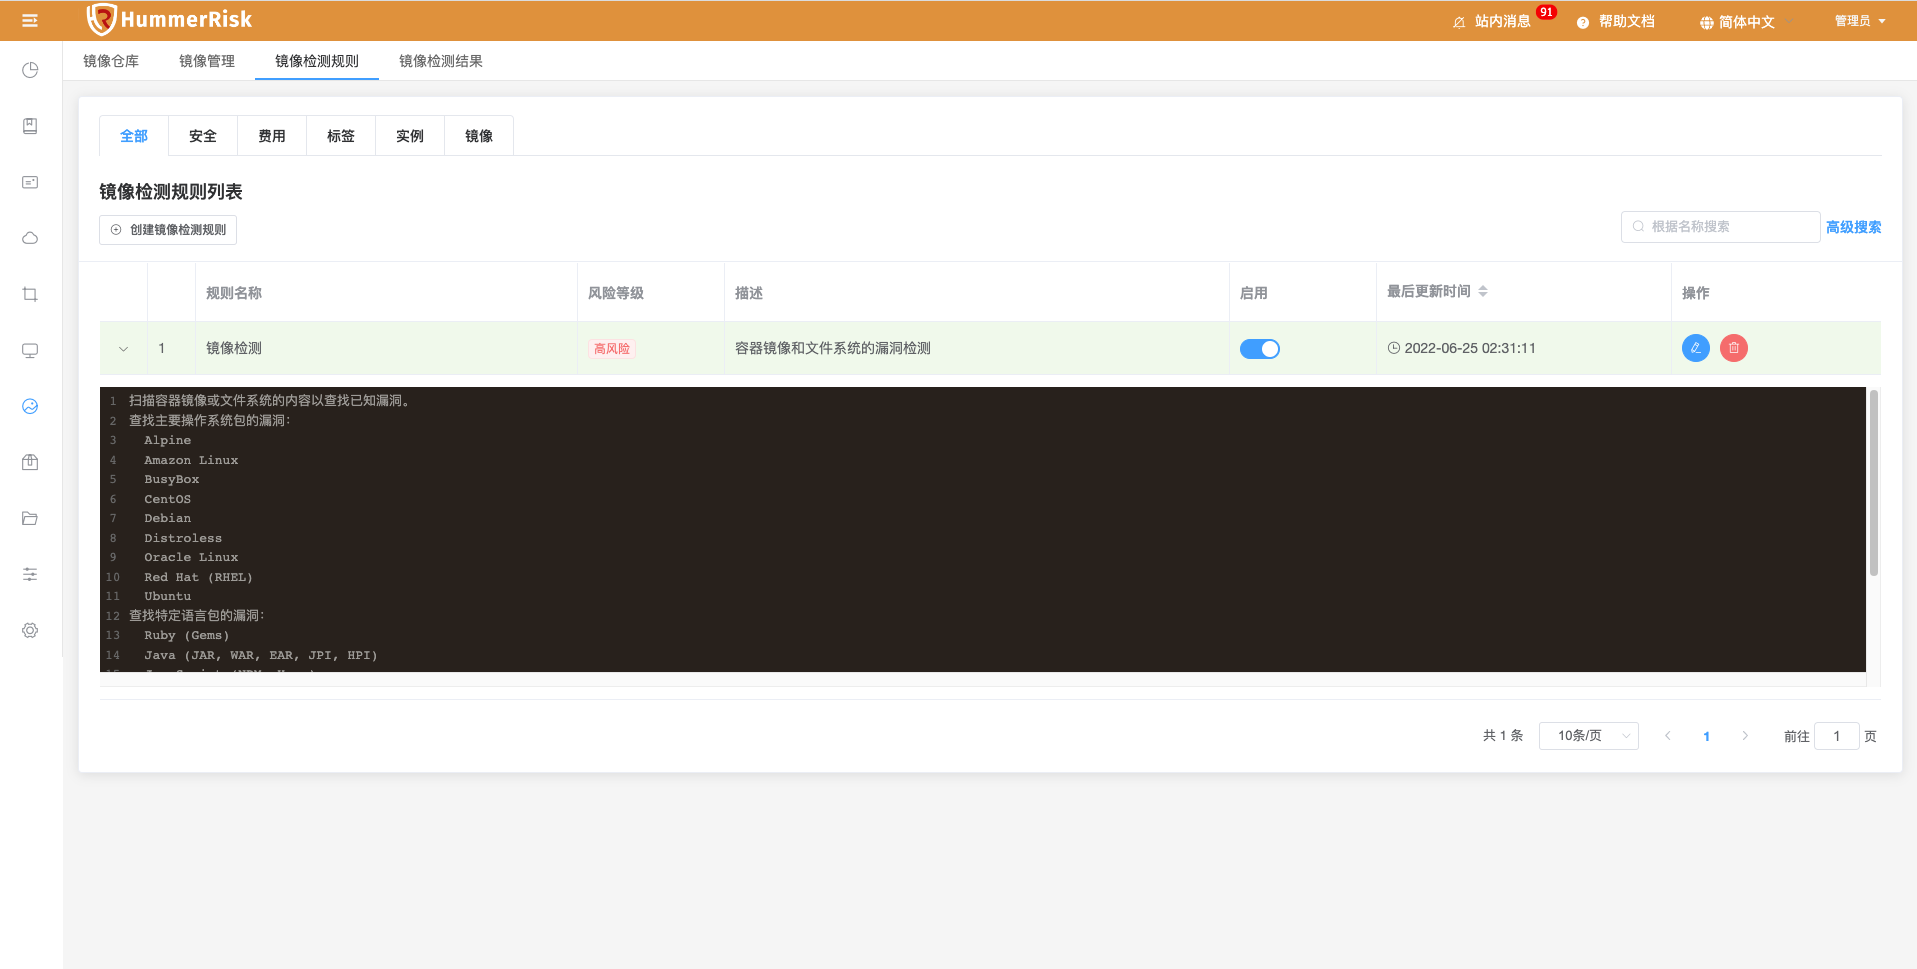 HummerRisk
站内消息 91 帮助文档 简体中文 管理员
镜像仓库 镜像管理 镜像检测规则 镜像检测结果
全部 安全 费用 标签 实例 镜像
镜像检测规则列表
创建镜像检测规则 根据名称搜索 高级搜索
规则名称 风险等级 描述 启用 最后更新时间 操作
1 镜像检测 高风险 容器镜像和文件系统的漏洞检测 2022-06-25 02:31:11
1 扫描容器镜像或文件系统的内容以查找已知漏洞。
2 查找主要操作系统包的漏洞：
3 Alpine
4 Amazon Linux
5 BusyBox
6 CentOS
7 Debian
8 Distroless
9 Oracle Linux
10 Red Hat (RHEL)
11 Ubuntu
12 查找特定语言包的漏洞：
13 Ruby (Gems)
14 Java (JAR, WAR, EAR, JPI, HPI)
共 1 条 10条/页 1 前往 1 页